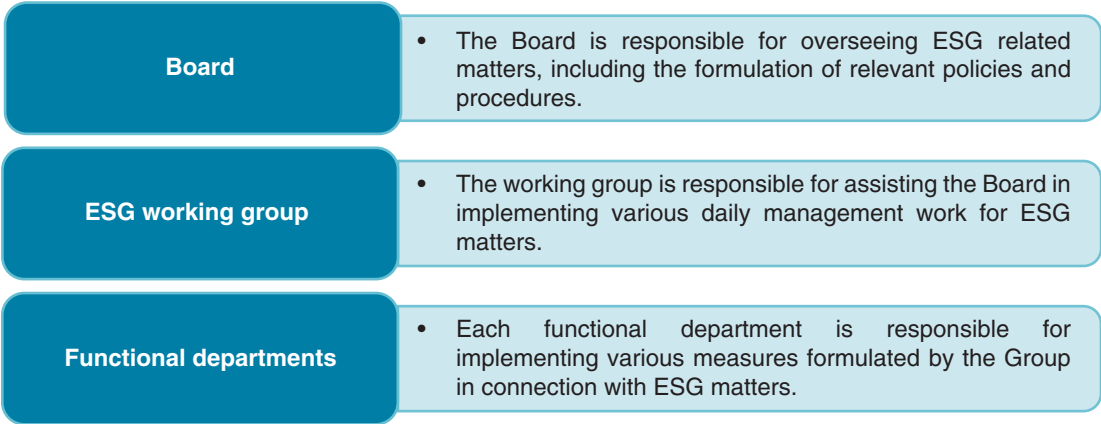 Board
• The Board is responsible for overseeing ESG related
matters, including the formulation of relevant policies and
procedures.
ESG working group
• The working group is responsible for assisting the Board in
implementing various daily management work for ESG
matters.
Functional departments
• Each functional department is responsible for
implementing various measures formulated by the Group
in connection with ESG matters.